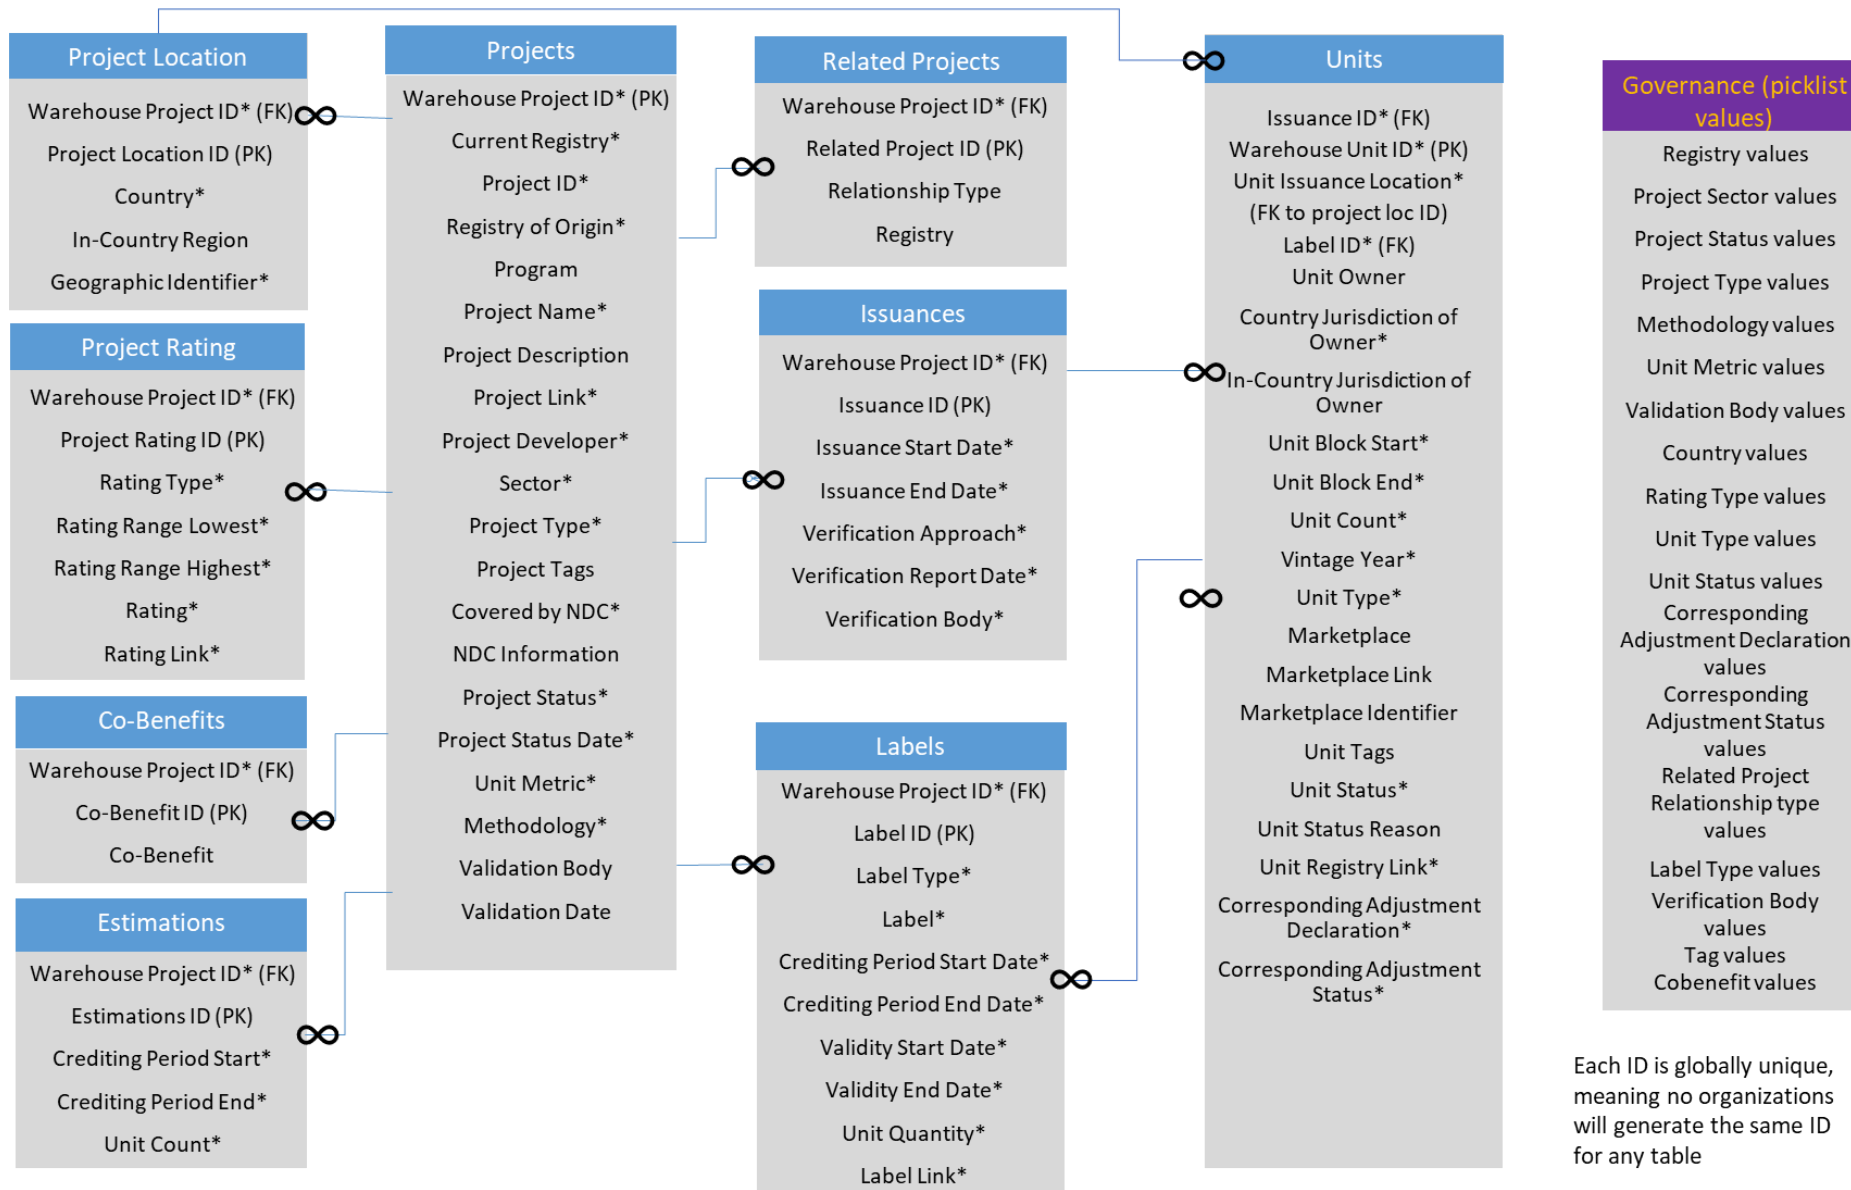 Project Location
Warehouse Project ID* (FK)
Project Location ID (PK)
Country*
In-Country Region
Geographic Identifier*
Project Rating
Warehouse Project ID* (FK)
Project Rating ID (PK)
Rating Type*
Rating Range Lowest*
Rating Range Highest*
Rating*
Rating Link*
Co-Benefits
Warehouse Project ID* (FK)
Co-Benefit ID (PK)
Co-Benefit
Estimations
Warehouse Project ID* (FK)
Estimations ID (PK)
Crediting Period Start*
Crediting Period End*
Unit Count*
Projects
Warehouse Project ID* (PK)
Current Registry*
Project ID*
Registry of Origin*
Program
Project Name*
Project Description
Project Link*
Project Developer*
Sector*
Project Type*
Project Tags
Covered by NDC*
NDC Information
Project Status*
Project Status Date*
Unit Metric*
Methodology*
Validation Body
Validation Date
Related Projects
Warehouse Project ID* (FK)
Related Project ID (PK)
Relationship Type
Registry
Issuances
Warehouse Project ID* (FK)
Issuance ID (PK)
Issuance Start Date*
Issuance End Date*
Verification Approach*
Verification Report Date*
Verification Body*
Labels
Warehouse Project ID* (FK)
Label ID (PK)
Label Type*
Label*
Crediting Period Start Date*
Crediting Period End Date*
Validity Start Date*
Validity End Date*
Unit Quantity*
Label Link*
Units
Issuance ID* (FK)
Warehouse Unit ID* (PK)
Unit Issuance Location*
(FK to project loc ID)
Label ID* (FK)
Unit Owner
Country Jurisdiction of
Owner*
In-Country Jurisdiction of
Owner
Unit Block Start*
Unit Block End*
Unit Count*
Vintage Year*
Unit Type*
Marketplace
Marketplace Link
Marketplace Identifier
Unit Tags
Unit Status*
Unit Status Reason
Unit Registry Link*
Corresponding Adjustment
Declaration*
Corresponding Adjustment
Status*
Governance (picklist
values)
Registry values
Project Sector values
Project Status values
Project Type values
Methodology values
Unit Metric values
Validation Body values
Country values
Rating Type values
Unit Type values
Unit Status values
Corresponding
Adjustment Declaration
values
Corresponding
Adjustment Status
values
Related Project
Relationship type
values
Label Type values
Verification Body
values
Tag values
Cobenefit values
Each ID is globally unique,
meaning no organizations
will generate the same ID
for any table